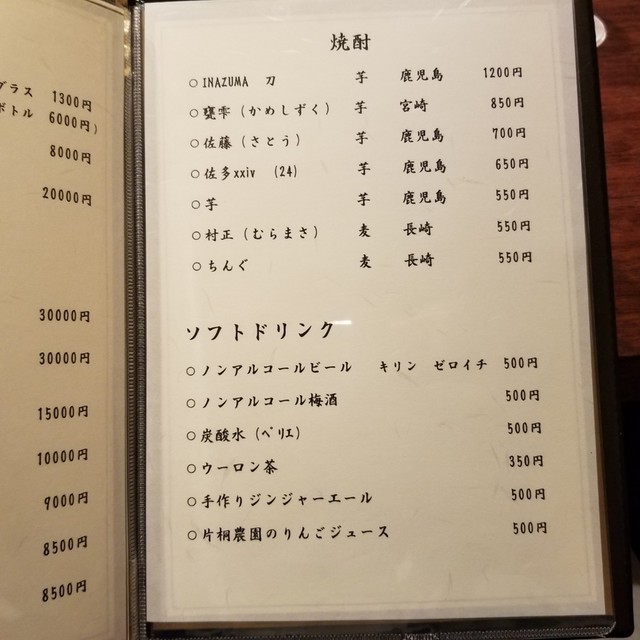 グラス 1300円
ボトル 6000円)
8000円
20000円
30000円
30000円
15000円
10000円
9000円
8500円
8500円
焼酎
○INAZUMA 刀 芋 鹿児島 1200円
○甕雫(かめしずく) 芋 宮崎 850円
○佐藤(さとう) 芋 鹿児島 700円
○佐多xxiv (24) 芋 鹿児島 650円
○芋 芋 鹿児島 550円
○村正(むらまさ) 麦 長崎 550円
○ちんぐ 麦 長崎 550円
ソフトドリンク
○ノンアルコールビール キリン ゼロイチ 500円
○ノンアルコール梅酒 500円
○炭酸水(ペリエ) 500円
○ウーロン茶 350円
○手作りジンジャーエール 500円
○片桐農園のりんごジュース 500円